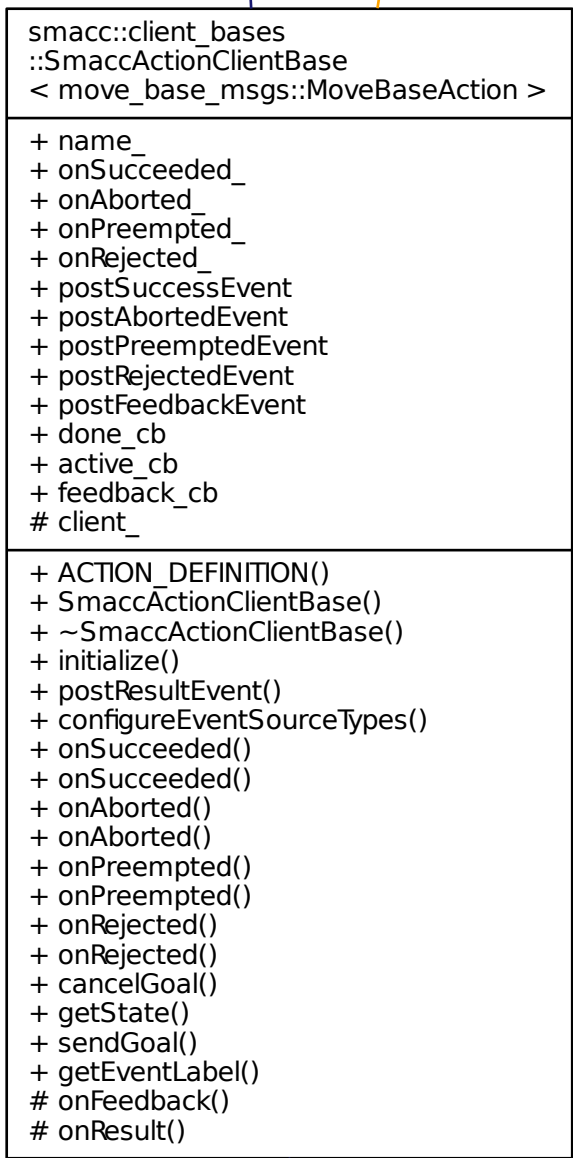 smacc::client_bases
::SmaccActionClientBase
< move_base_msgs::MoveBaseAction >
+ name_
+ onSucceeded_
+ onAborted_
+ onPreempted_
+ onRejected_
+ postSuccessEvent
+ postAbortedEvent
+ postPreemptedEvent
+ postRejectedEvent
+ postFeedbackEvent
+ done_cb
+ active_cb
+ feedback_cb
# client_
+ ACTION_DEFINITION()
+ SmaccActionClientBase()
+ ~SmaccActionClientBase()
+ initialize()
+ postResultEvent()
+ configureEventSourceTypes()
+ onSucceeded()
+ onSucceeded()
+ onAborted()
+ onAborted()
+ onPreempted()
+ onPreempted()
+ onRejected()
+ onRejected()
+ cancelGoal()
+ getState()
+ sendGoal()
+ getEventLabel()
# onFeedback()
# onResult()